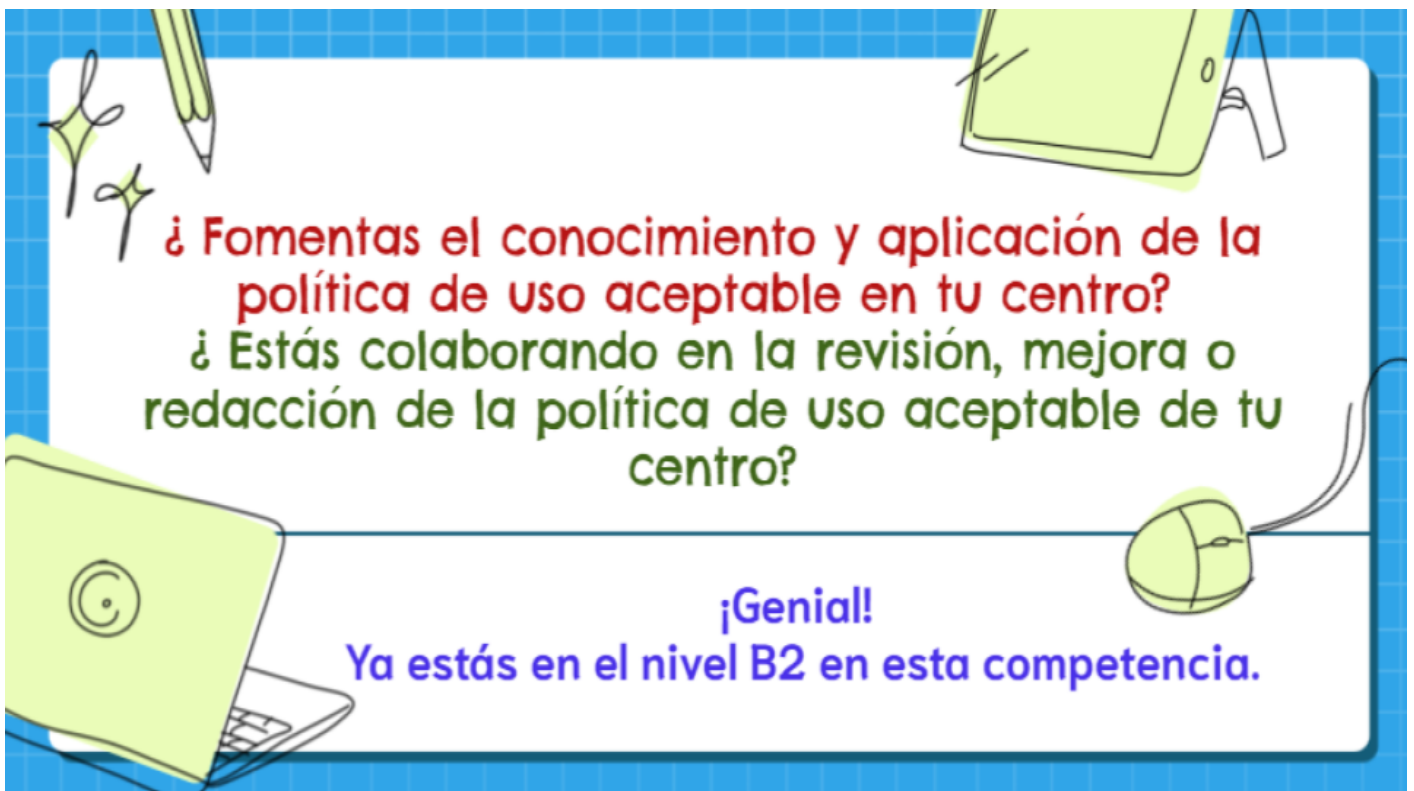 ¿ Fomentas el conocimiento y aplicación de la
política de uso aceptable en tu centro?
¿ Estás colaborando en la revisión, mejora o
redacción de la política de uso aceptable de tu
centro?
¡Genial!
Ya estás en el nivel B2 en esta competencia.